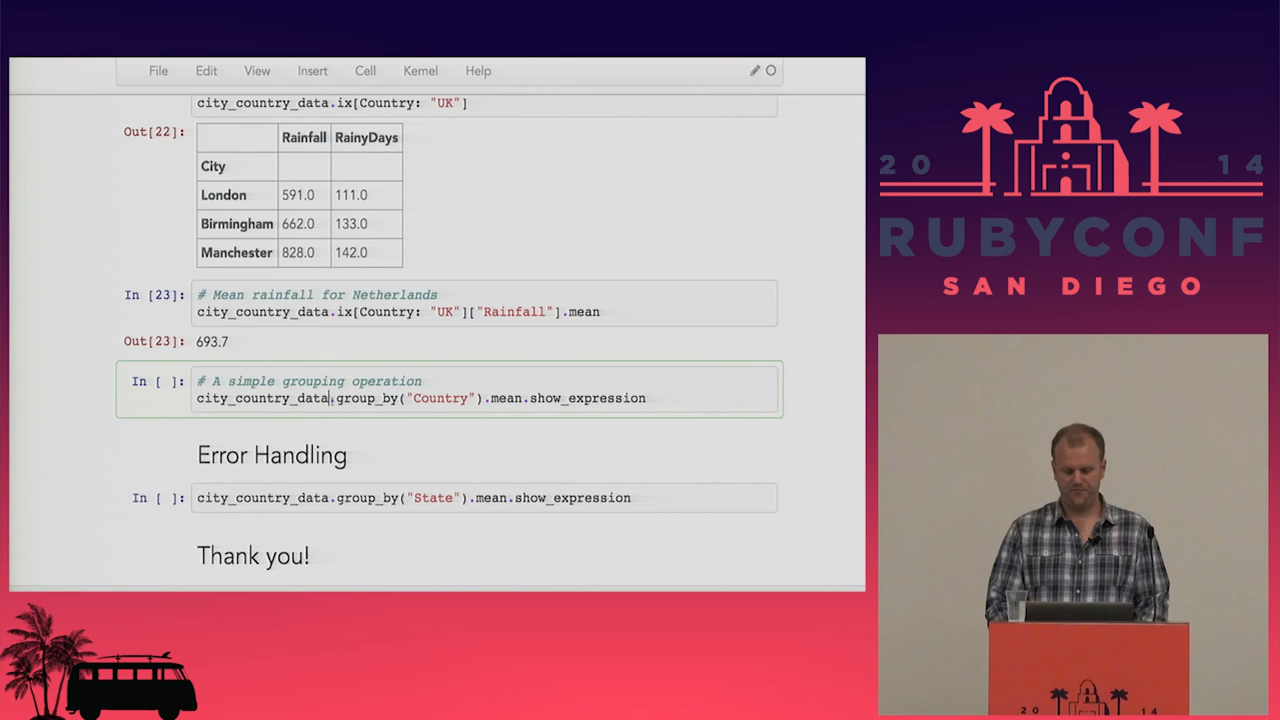 File Edit View Insert Cell Kernel Help
city_country_data.ix[Country: "UK"]
Out[22]:
Rainfall RainyDays
City
London 591.0 111.0
Birmingham 662.0 133.0
Manchester 828.0 142.0
In [23]: # Mean rainfall for Netherlands
city_country_data.ix[Country: "UK"]["Rainfall"].mean
Out[23]: 693.7
In [ ]: # A simple grouping operation
city_country_data.group_by("Country").mean.show_expression
Error Handling
In [ ]: city_country_data.group_by("State").mean.show_expression
Thank you!
20 14
RUBYCONF
SAN DIEGO
20 14